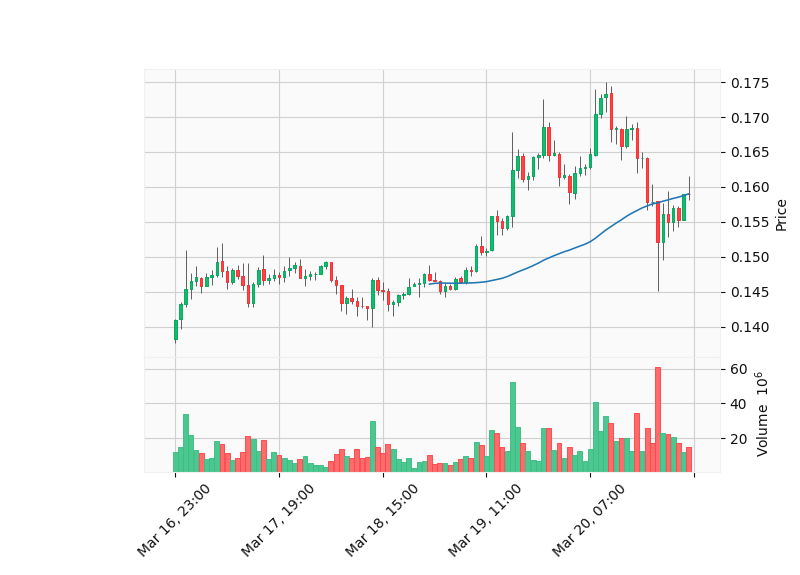 0.175
0.170
0.165
0.160
0.155
0.150
0.145
0.140
Price
60
40
20
Volume 10^6
Mar 16, 23:00
Mar 17, 19:00
Mar 18, 15:00
Mar 19, 11:00
Mar 20, 07:00